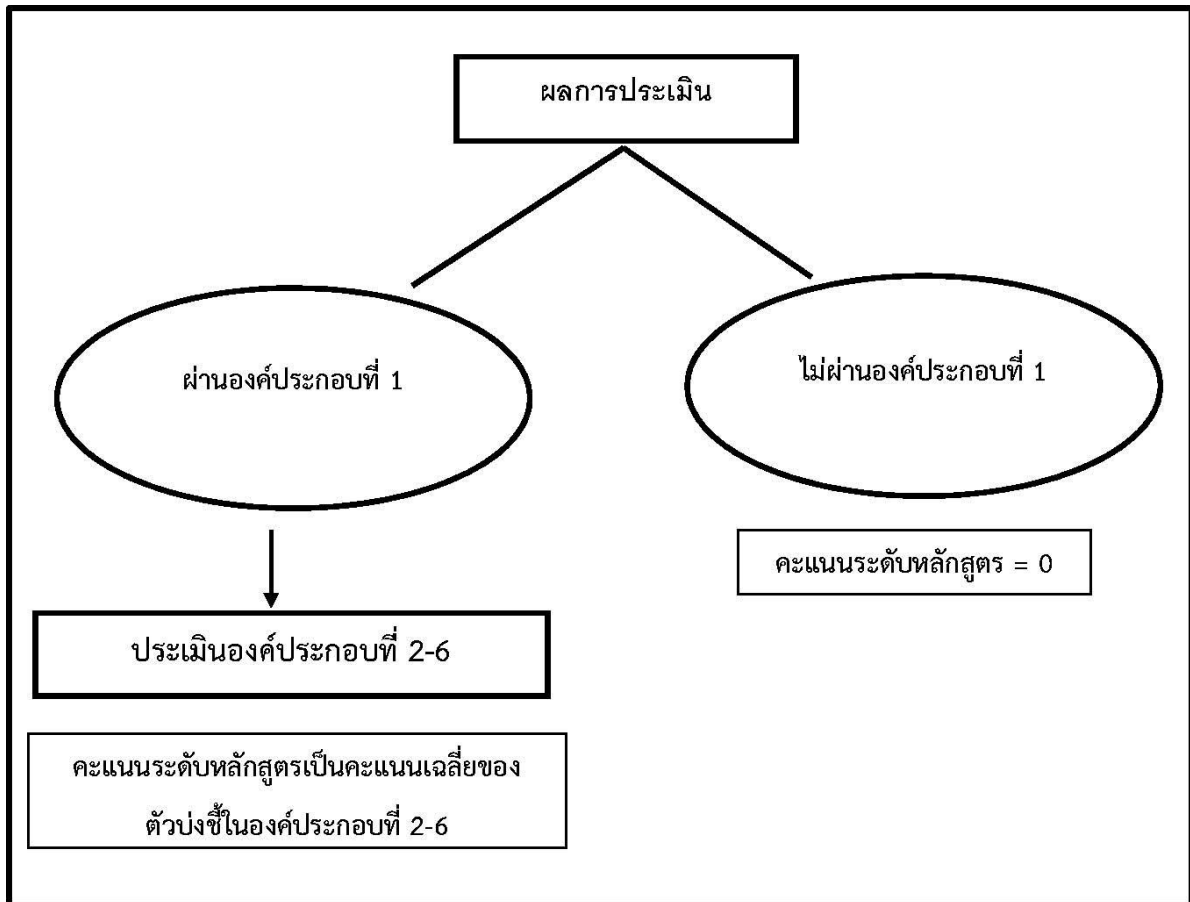 ผลการประเมิน
ผ่านองค์ประกอบที่ 1
ไม่ผ่านองค์ประกอบที่ 1
คะแนนระดับหลักสูตร = 0
ประเมินองค์ประกอบที่ 2-6
คะแนนระดับหลักสูตรเป็นคะแนนเฉลี่ยของ
ตัวบ่งชี้ในองค์ประกอบที่ 2-6